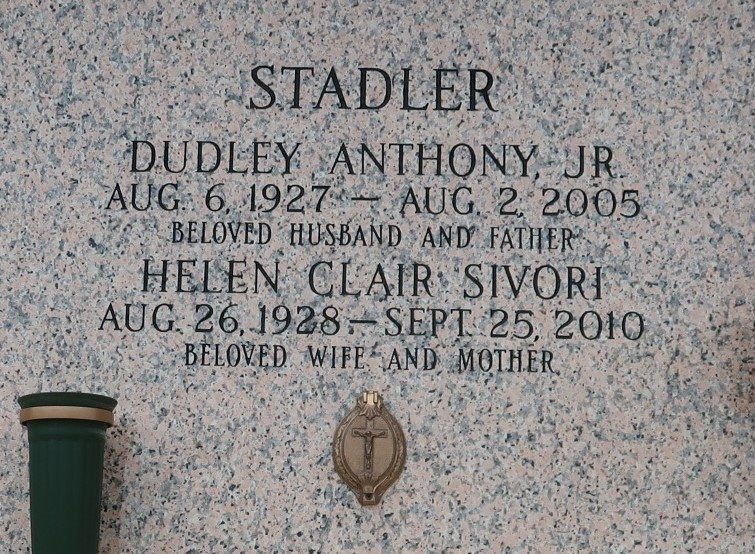 STADLER
DUDLEY ANTHONY, JR.
AUG. 6, 1927 — AUG. 2, 2005
BELOVED HUSBAND AND FATHER
HELEN CLAIR SIVORI
AUG. 26, 1928 — SEPT. 25, 2010
BELOVED WIFE AND MOTHER